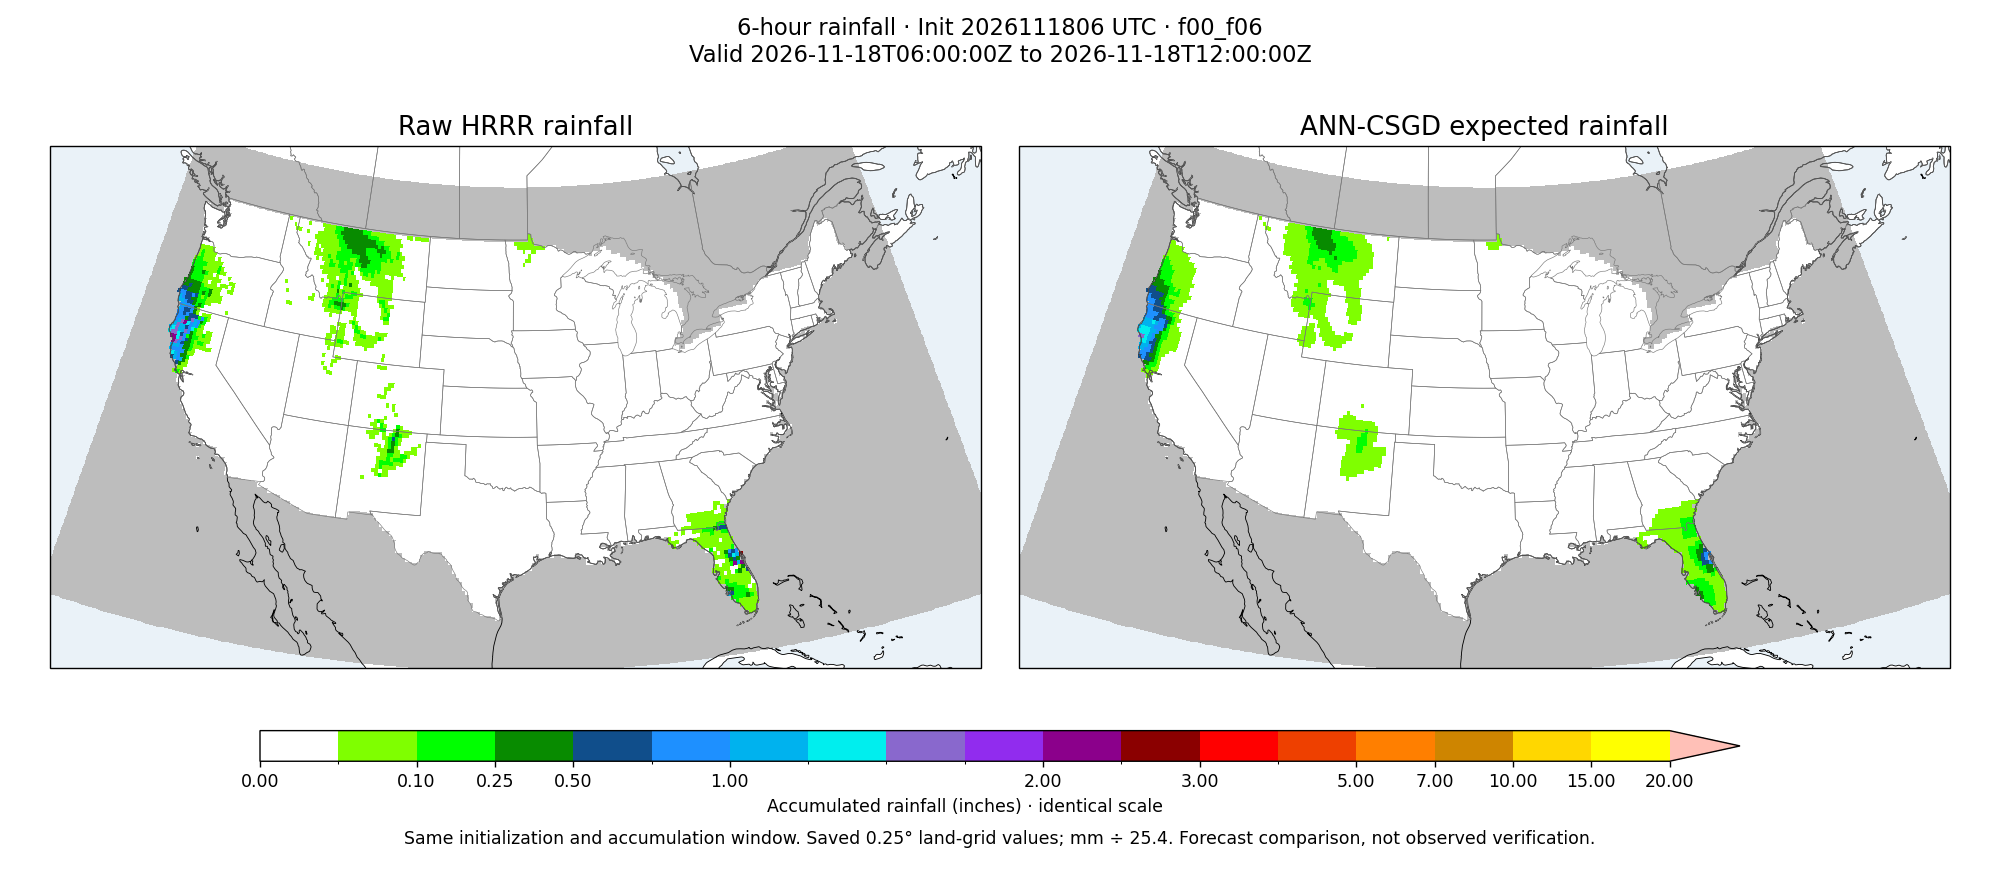 6-hour rainfall · Init 2026111806 UTC · f00_f06
Valid 2026-11-18T06:00:00Z to 2026-11-18T12:00:00Z
Raw HRRR rainfall
ANN-CSGD expected rainfall
0.00 0.10 0.25 0.50 1.00 2.00 3.00 5.00 7.00 10.00 15.00 20.00
Accumulated rainfall (inches) · identical scale
Same initialization and accumulation window. Saved 0.25° land-grid values; mm ÷ 25.4. Forecast comparison, not observed verification.